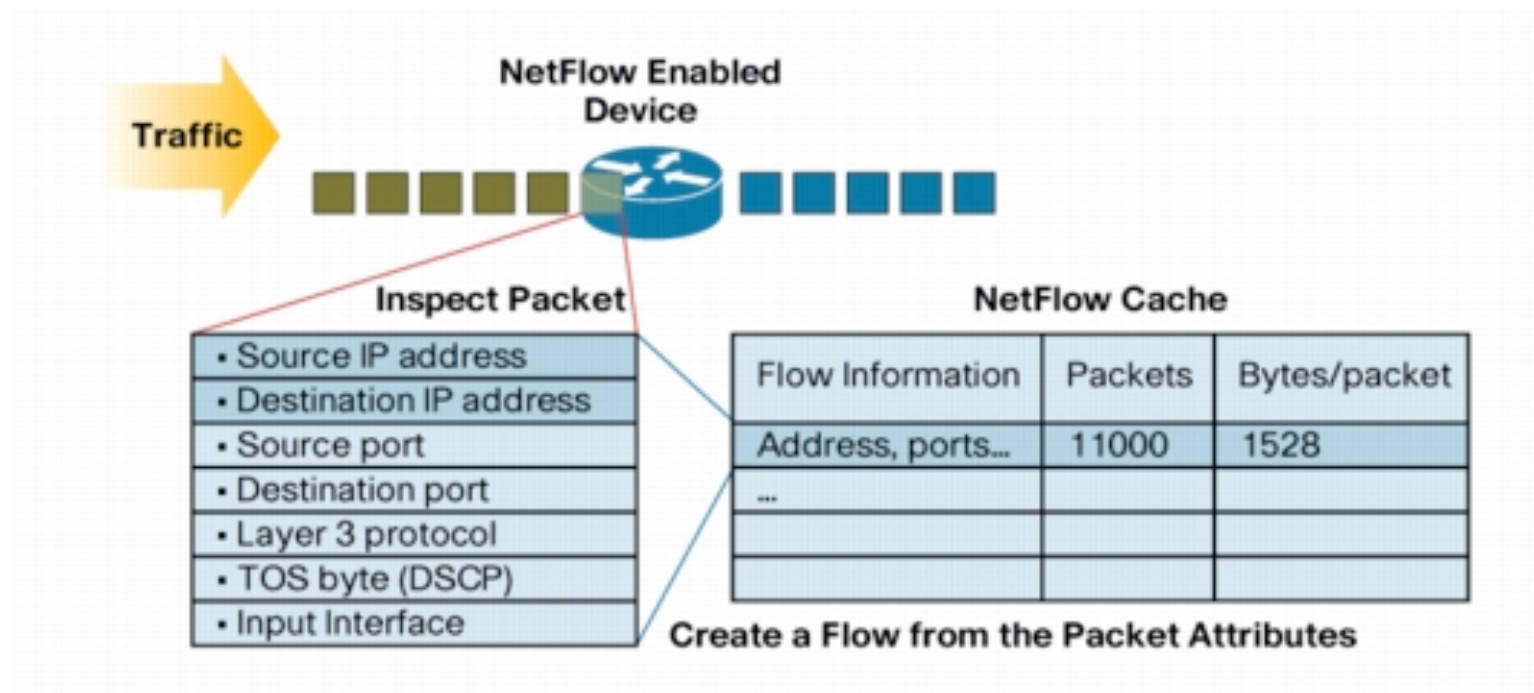 NetFlow Enabled
Device
Traffic
Inspect Packet
▪ Source IP address
▪ Destination IP address
▪ Source port
▪ Destination port
▪ Layer 3 protocol
▪ TOS byte (DSCP)
▪ Input Interface
NetFlow Cache
Flow Information Packets Bytes/packet
Address, ports... 11000 1528
...
Create a Flow from the Packet Attributes